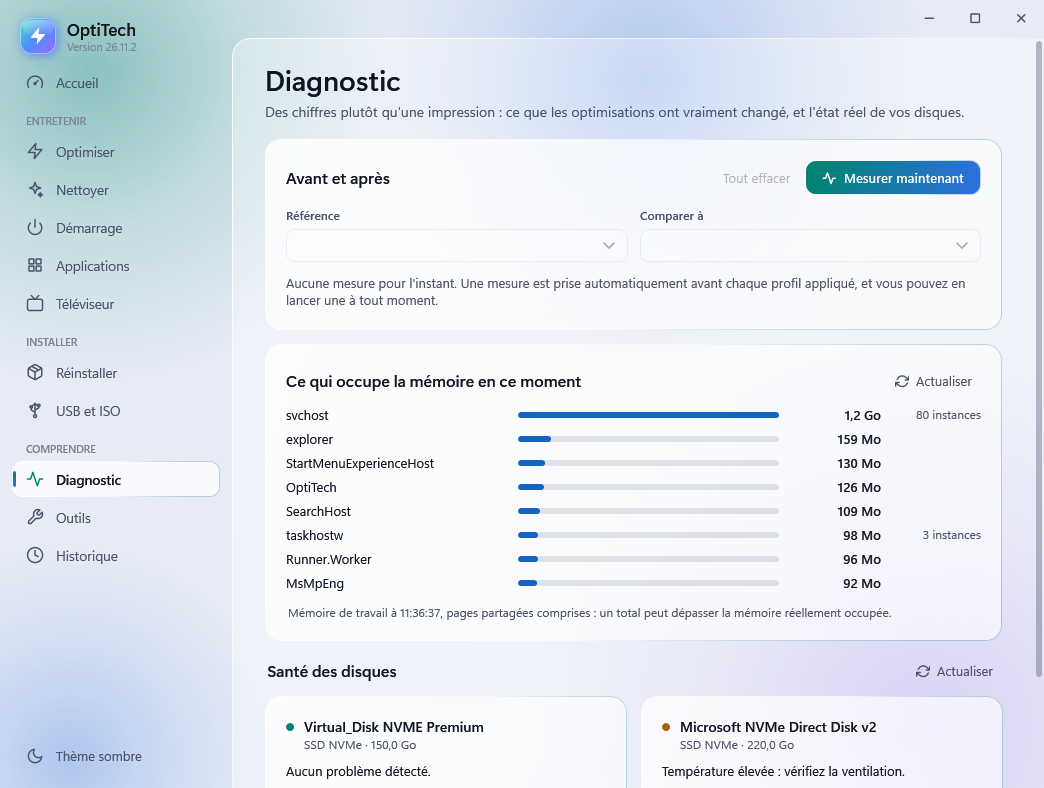 OptiTech
Version 26.11.2
Accueil
ENTRETENIR
Optimiser
Nettoyer
Démarrage
Applications
Téléviseur
INSTALLER
Réinstaller
USB et ISO
COMPRENDRE
Diagnostic
Outils
Historique
Thème sombre
Diagnostic
Des chiffres plutôt qu'une impression : ce que les optimisations ont vraiment changé, et l'état réel de vos disques.
Avant et après
Tout effacer
Mesurer maintenant
Référence
Comparer à
Aucune mesure pour l'instant. Une mesure est prise automatiquement avant chaque profil appliqué, et vous pouvez en
lancer une à tout moment.
Ce qui occupe la mémoire en ce moment
Actualiser
svchost 1,2 Go 80 instances
explorer 159 Mo
StartMenuExperienceHost 130 Mo
OptiTech 126 Mo
SearchHost 109 Mo
taskhostw 98 Mo 3 instances
Runner.Worker 96 Mo
MsMpEng 92 Mo
Mémoire de travail à 11:36:37, pages partagées comprises : un total peut dépasser la mémoire réellement occupée.
Santé des disques
Actualiser
Virtual_Disk NVME Premium
SSD NVMe · 150,0 Go
Aucun problème détecté.
Microsoft NVMe Direct Disk v2
SSD NVMe · 220,0 Go
Température élevée : vérifiez la ventilation.